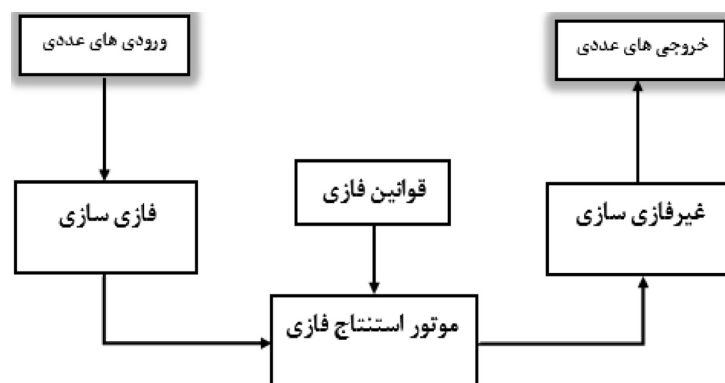 ورودی های عددی
خروجی های عددی
فازی سازی
قوانین فازی
غیرفازی سازی
موتور استنتاج فازی